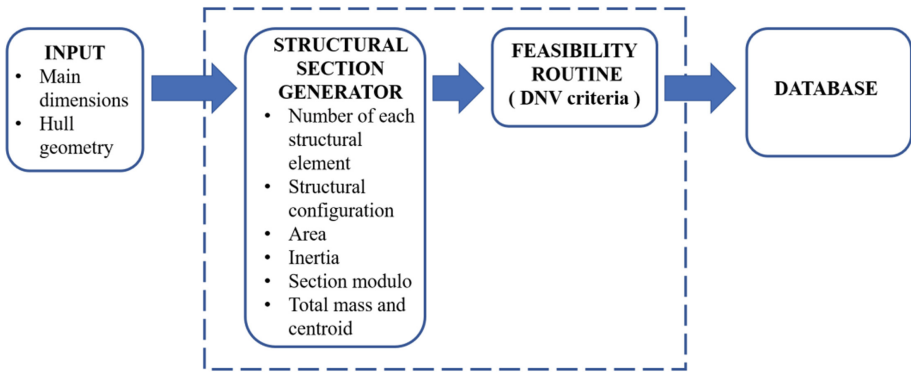 INPUT
• Main
dimensions
• Hull
geometry
STRUCTURAL
SECTION
GENERATOR
• Number of each
structural
element
• Structural
configuration
• Area
• Inertia
• Section modulo
• Total mass and
centroid
FEASIBILITY
ROUTINE
( DNV criteria )
DATABASE